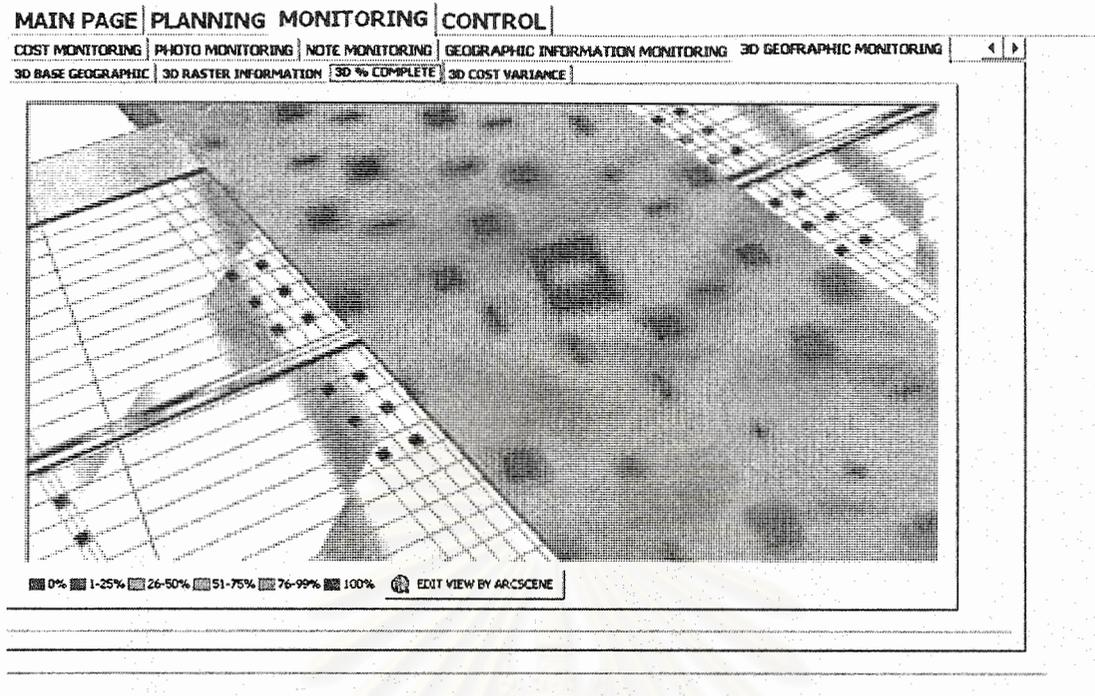 MAIN PAGE PLANNING MONITORING CONTROL
COST MONITORING PHOTO MONITORING NOTE MONITORING GEOGRAPHIC INFORMATION MONITORING 3D GEOFRAPHIC MONITORING
3D BASE GEOGRAPHIC 3D RASTER INFORMATION 3D % COMPLETE 3D COST VARIANCE
0% 1-25% 26-50% 51-75% 76-99% 100% EDIT VIEW BY ARCSCENE